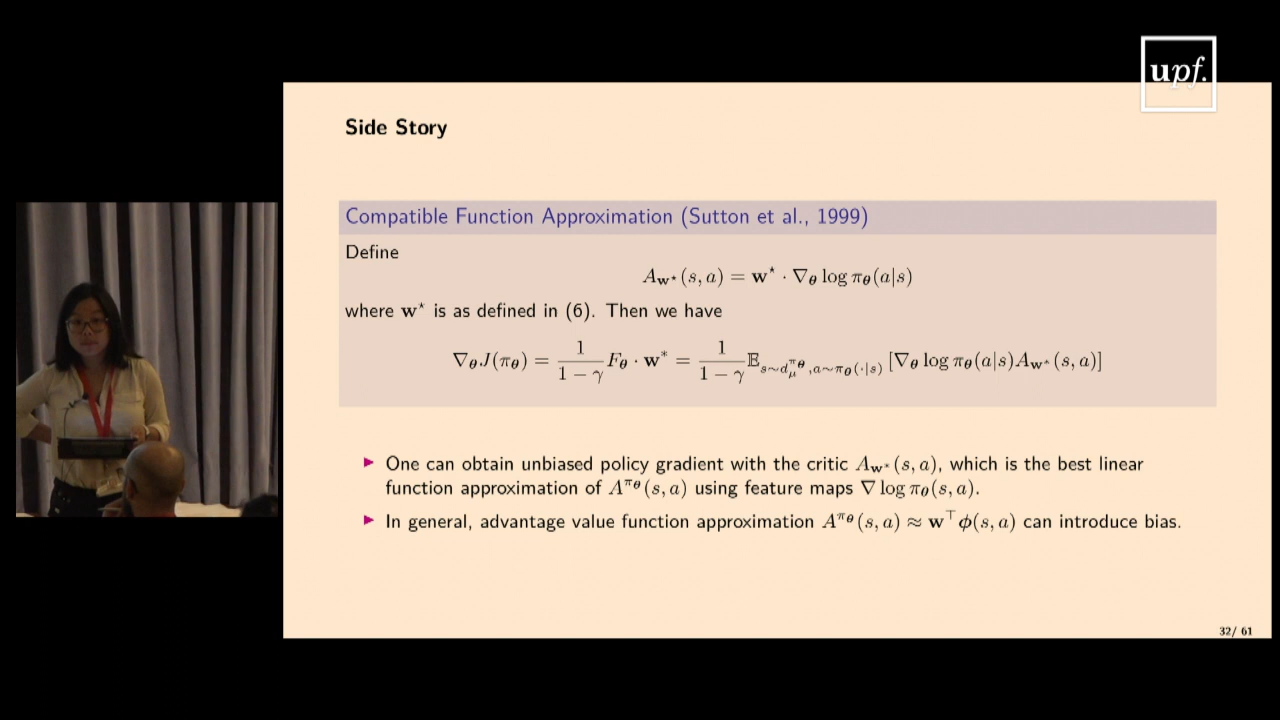 upf.
Side Story
Compatible Function Approximation (Sutton et al., 1999)
Define
A_{𝐰⋆}(s, a) = 𝐰⋆ · ∇_θ log π_θ(a|s)
where 𝐰⋆ is as defined in (6). Then we have
∇_θ J(π_θ) = \frac{1}{1 − γ} F_θ · 𝐰* = \frac{1}{1 − γ} 𝔼_{s∼d_μ^{π_θ}, a∼π_θ(·|s)} [∇_θ log π_θ(a|s)A_{𝐰*}(s, a)]
▶ One can obtain unbiased policy gradient with the critic A_{𝐰*}(s, a), which is the best linear
function approximation of A^{π_θ}(s, a) using feature maps ∇ log π_θ(s, a).
▶ In general, advantage value function approximation A^{π_θ}(s, a) ≈ 𝐰^⊤ϕ(s, a) can introduce bias.
32/ 61